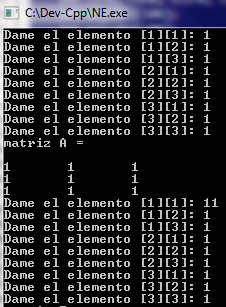 C:\Dev-Cpp\NE.exe
Dame el elemento [1][1]: 1
Dame el elemento [1][2]: 1
Dame el elemento [1][3]: 1
Dame el elemento [2][1]: 1
Dame el elemento [2][2]: 1
Dame el elemento [2][3]: 1
Dame el elemento [3][1]: 1
Dame el elemento [3][2]: 1
Dame el elemento [3][3]: 1
matriz A =
1 1 1
1 1 1
1 1 1
Dame el elemento [1][1]: 11
Dame el elemento [1][2]: 1
Dame el elemento [1][3]: 1
Dame el elemento [2][1]: 1
Dame el elemento [2][2]: 1
Dame el elemento [2][3]: 1
Dame el elemento [3][1]: 1
Dame el elemento [3][2]: 1
Dame el elemento [3][3]: 1